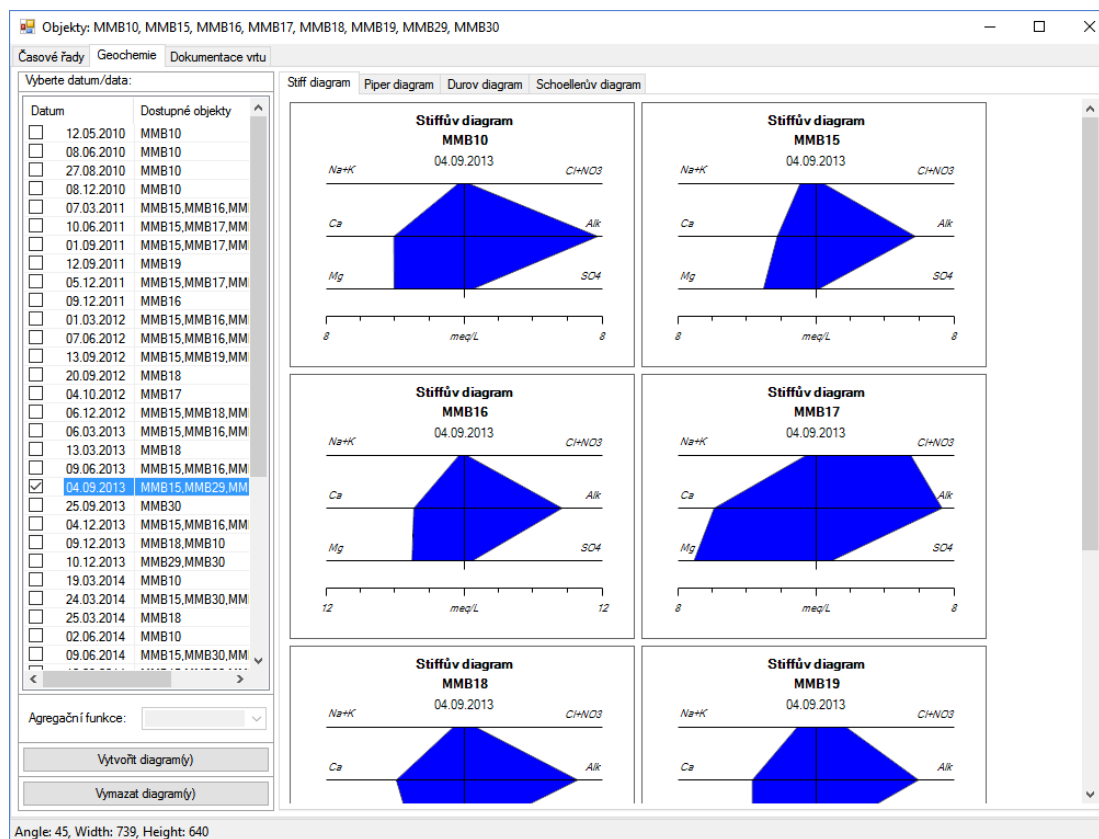 Objekty: MMB10, MMB15, MMB16, MMB17, MMB18, MMB19, MMB29, MMB30
Časové řady Geochemie Dokumentace vrtu
Vyberte datum/data:
Datum Dostupné objekty
12.05.2010 MMB10
08.06.2010 MMB10
27.08.2010 MMB10
08.12.2010 MMB10
07.03.2011 MMB15,MMB16,MM
10.06.2011 MMB15,MMB17,MM
01.09.2011 MMB15,MMB17,MM
12.09.2011 MMB19
05.12.2011 MMB15,MMB17,MM
09.12.2011 MMB16
01.03.2012 MMB15,MMB16,MM
07.06.2012 MMB15,MMB16,MM
13.09.2012 MMB15,MMB19,MM
20.09.2012 MMB18
04.10.2012 MMB17
06.12.2012 MMB15,MMB18,MM
06.03.2013 MMB15,MMB16,MM
13.03.2013 MMB18
09.06.2013 MMB15,MMB16,MM
04.09.2013 MMB15,MMB29,MM
25.09.2013 MMB30
04.12.2013 MMB15,MMB16,MM
09.12.2013 MMB18,MMB10
10.12.2013 MMB29,MMB30
19.03.2014 MMB10
24.03.2014 MMB15,MMB30,MM
25.03.2014 MMB18
02.06.2014 MMB10
09.06.2014 MMB15,MMB30,MM
Agregační funkce:
Vytvořit diagram(y)
Vymazat diagram(y)
Stiff diagram Piper diagram Durov diagram Schoellerův diagram
Stiffův diagram
MMB10
04.09.2013
Na+K Cl+NO3
Ca Alk
Mg SO4
8 meq/L 8
Stiffův diagram
MMB15
04.09.2013
Na+K Cl+NO3
Ca Alk
Mg SO4
8 meq/L 8
Stiffův diagram
MMB16
04.09.2013
Na+K Cl+NO3
Ca Alk
Mg SO4
12 meq/L 12
Stiffův diagram
MMB17
04.09.2013
Na+K Cl+NO3
Ca Alk
Mg SO4
8 meq/L 8
Stiffův diagram
MMB18
04.09.2013
Na+K Cl+NO3
Ca Alk
Stiffův diagram
MMB19
04.09.2013
Na+K Cl+NO3
Ca Alk
Angle: 45, Width: 739, Height: 640